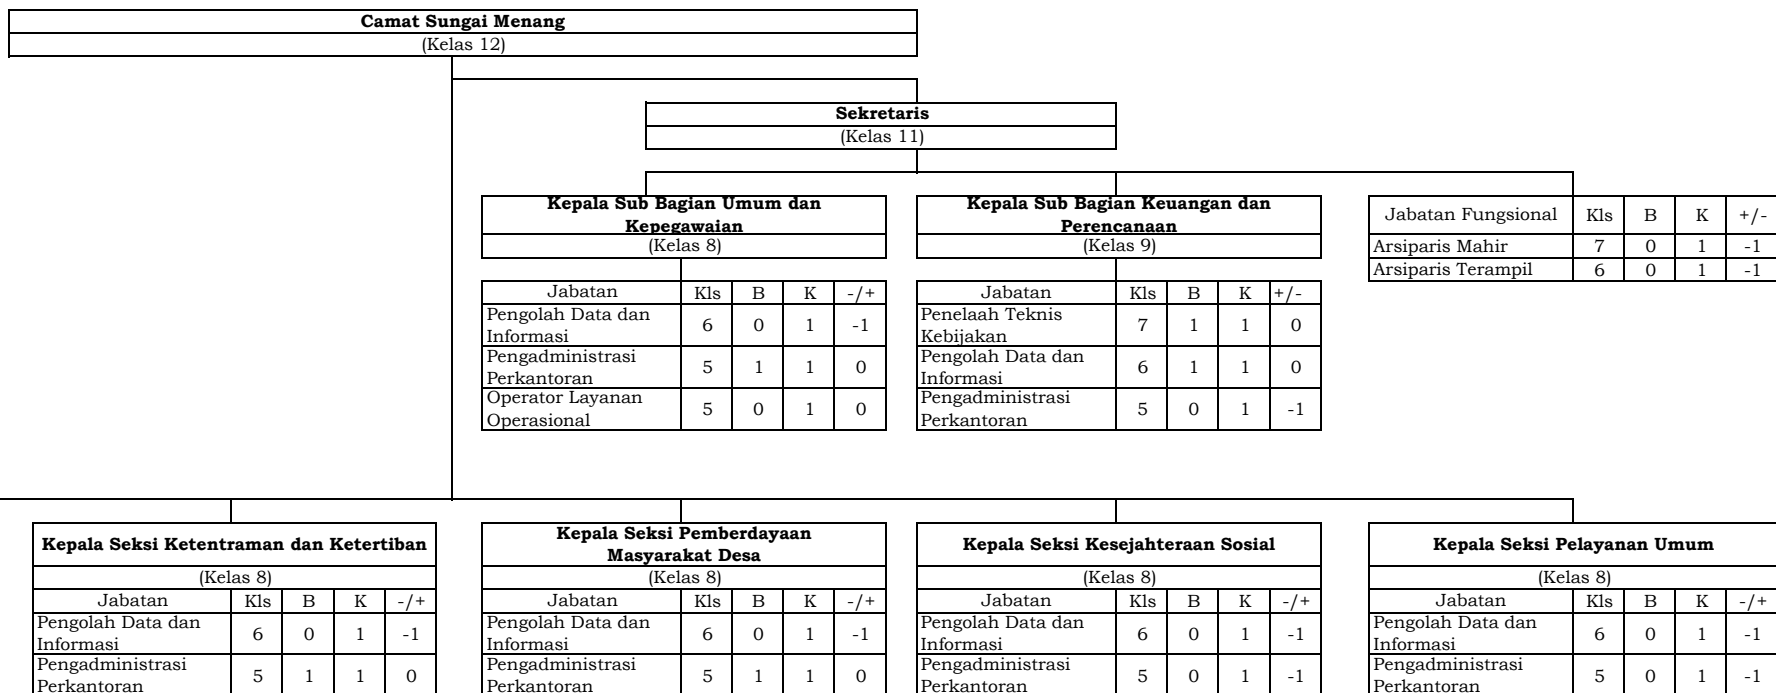 Camat Sungai Menang
(Kelas 12)
Sekretaris
(Kelas 11)
Kepala Sub Bagian Umum dan
Kepegawaian
(Kelas 8)
Jabatan Kls B K -/+
Pengolah Data dan
Informasi 6 0 1 -1
Pengadministrasi
Perkantoran 5 1 1 0
Operator Layanan
Operasional 5 0 1 0
Kepala Sub Bagian Keuangan dan
Perencanaan
(Kelas 9)
Jabatan Kls B K +/-
Penelaah Teknis
Kebijakan 7 1 1 0
Pengolah Data dan
Informasi 6 1 1 0
Pengadministrasi
Perkantoran 5 0 1 -1
Jabatan Fungsional Kls B K +/-
Arsiparis Mahir 7 0 1 -1
Arsiparis Terampil 6 0 1 -1
Kepala Seksi Ketentraman dan Ketertiban
(Kelas 8)
Jabatan Kls B K -/+
Pengolah Data dan
Informasi 6 0 1 -1
Pengadministrasi
Perkantoran 5 1 1 0
Kepala Seksi Pemberdayaan
Masyarakat Desa
(Kelas 8)
Jabatan Kls B K -/+
Pengolah Data dan
Informasi 6 0 1 -1
Pengadministrasi
Perkantoran 5 1 1 0
Kepala Seksi Kesejahteraan Sosial
(Kelas 8)
Jabatan Kls B K -/+
Pengolah Data dan
Informasi 6 0 1 -1
Pengadministrasi
Perkantoran 5 0 1 -1
Kepala Seksi Pelayanan Umum
(Kelas 8)
Jabatan Kls B K -/+
Pengolah Data dan
Informasi 6 0 1 -1
Pengadministrasi
Perkantoran 5 0 1 -1